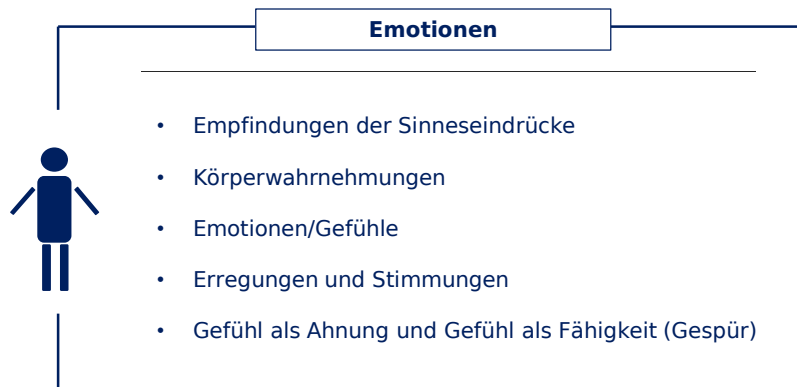 Emotionen
• Empfindungen der Sinneseindrücke
• Körperwahrnehmungen
• Emotionen/Gefühle
• Erregungen und Stimmungen
• Gefühl als Ahnung und Gefühl als Fähigkeit (Gespür)